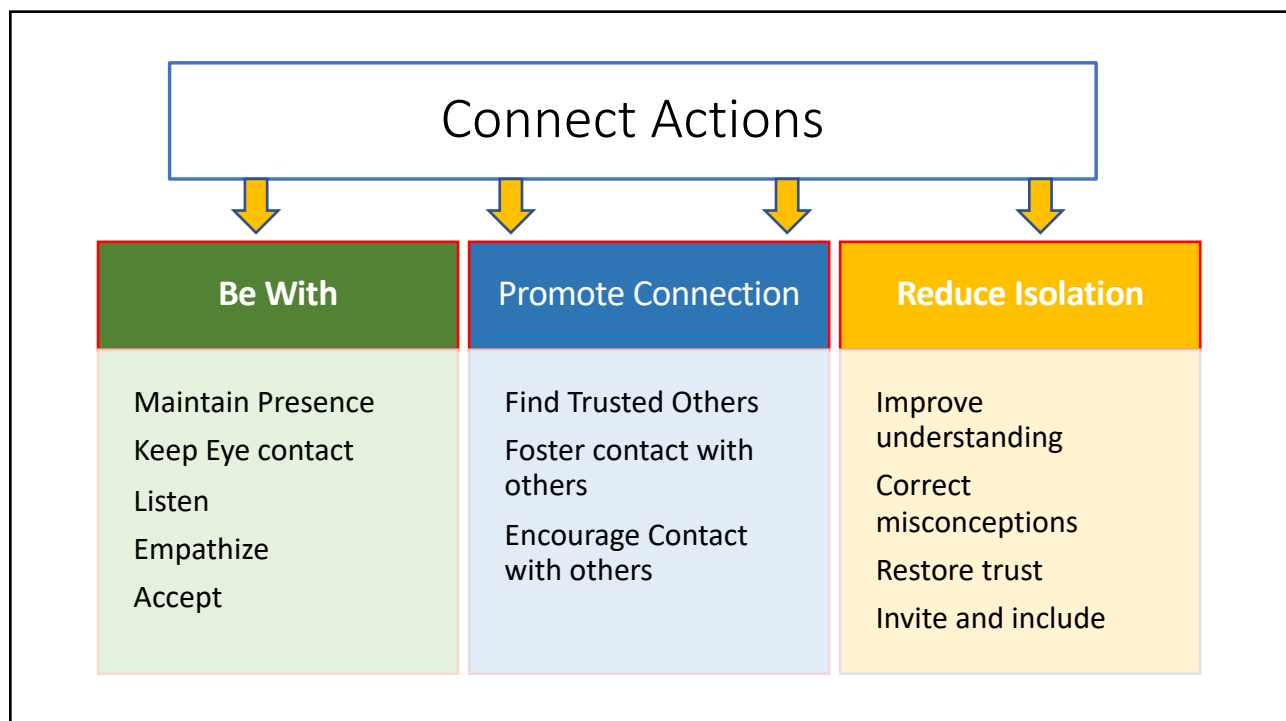 Connect Actions
Be With
Maintain Presence
Keep Eye contact
Listen
Empathize
Accept
Promote Connection
Find Trusted Others
Foster contact with
others
Encourage Contact
with others
Reduce Isolation
Improve
understanding
Correct
misconceptions
Restore trust
Invite and include